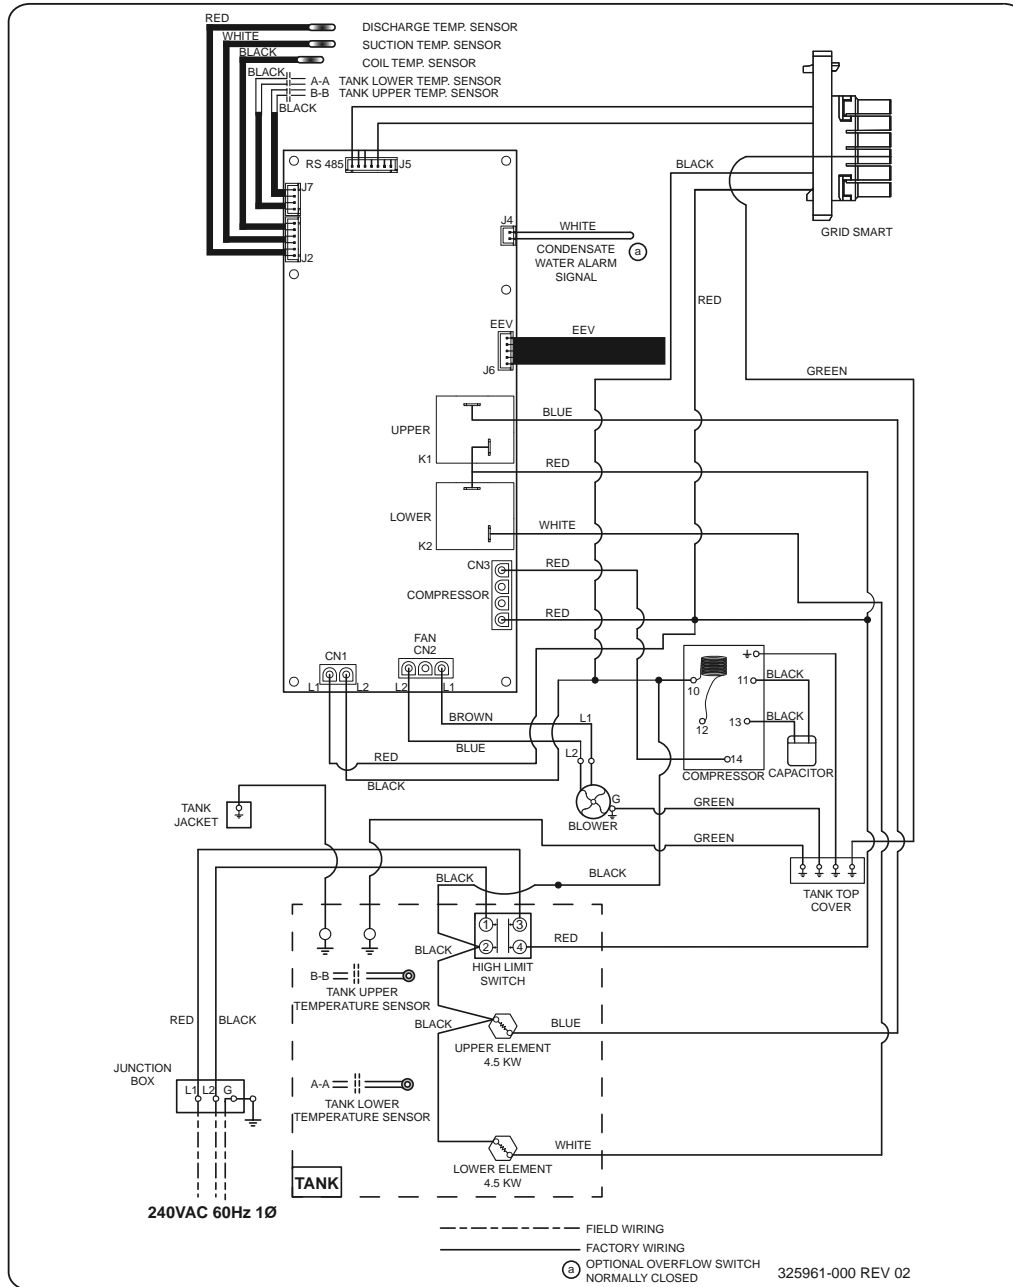 RED
DISCHARGE TEMP. SENSOR
WHITE
SUCTION TEMP. SENSOR
BLACK
COIL TEMP. SENSOR
BLACK
A-A TANK LOWER TEMP. SENSOR
B-B TANK UPPER TEMP. SENSOR
BLACK
RS 485
J5
BLACK
J7
J4
WHITE
GRID SMART
CONDENSATE
WATER ALARM
SIGNAL
a
J2
RED
EEV
EEV
J6
GREEN
BLUE
UPPER
K1
RED
LOWER
WHITE
K2
CN3
RED
COMPRESSOR
RED
FAN
CN2
CN1
L1
L2
L2
L1
10
11
BLACK
12
13
BLACK
14
COMPRESSOR
CAPACITOR
BROWN
L1
BLUE
L2
RED
BLACK
G
BLOWER
GREEN
TANK
JACKET
GREEN
TANK TOP
COVER
BLACK
BLACK
1
3
2
4
BLACK
RED
HIGH LIMIT
SWITCH
B-B
TANK UPPER
TEMPERATURE SENSOR
RED
BLACK
BLACK
BLUE
UPPER ELEMENT
4.5 KW
JUNCTION
BOX
L1
L2
G
A-A
TANK LOWER
TEMPERATURE SENSOR
WHITE
LOWER ELEMENT
4.5 KW
TANK
240VAC 60Hz 1Ø
FIELD WIRING
FACTORY WIRING
a OPTIONAL OVERFLOW SWITCH
NORMALLY CLOSED
325961-000 REV 02